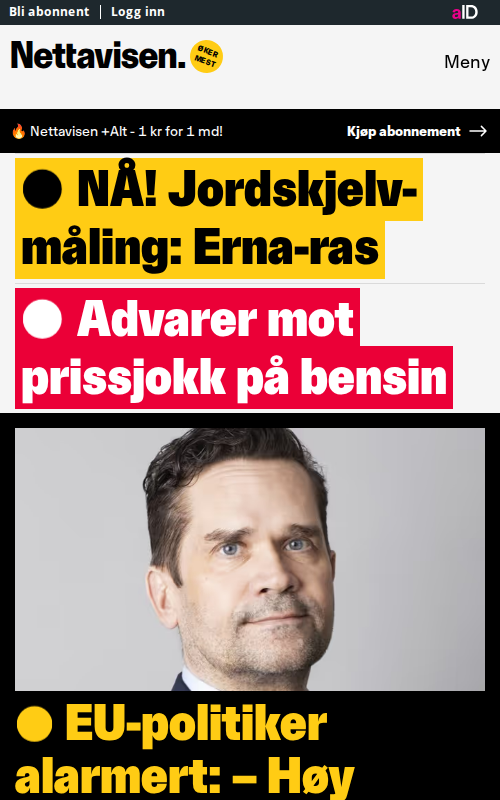 Bli abonnent | Logg inn
aID
Nettavisen.
ØKER
MEST
Meny
🔥 Nettavisen +Alt - 1 kr for 1 md!
Kjøp abonnement →
● NÅ! Jordskjelv-
måling: Erna-ras
● Advarer mot
prissjokk på bensin
● EU-politiker
alarmert: – Høy